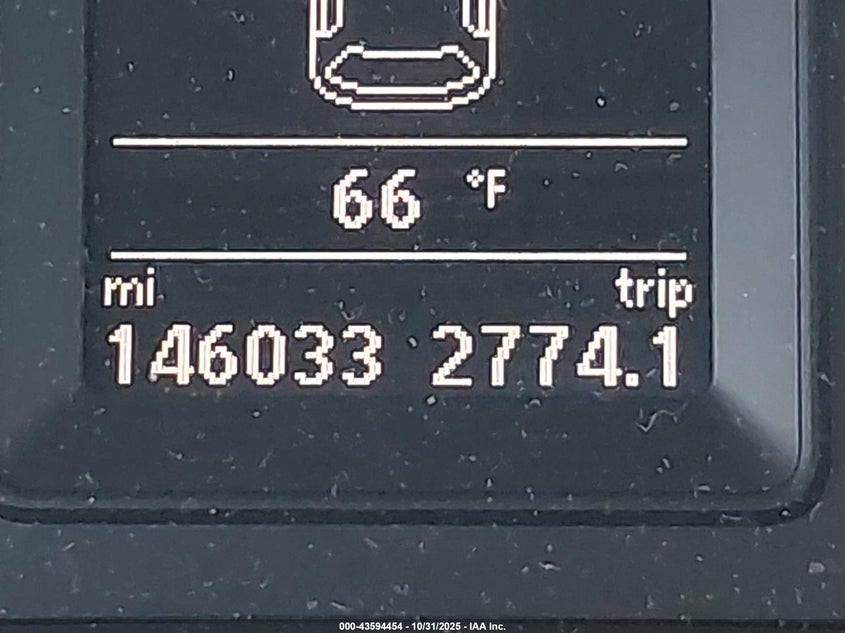 66 °F
mi trip
146033 2774.1
000-43594454 - 10/31/2025 - IAA Inc.